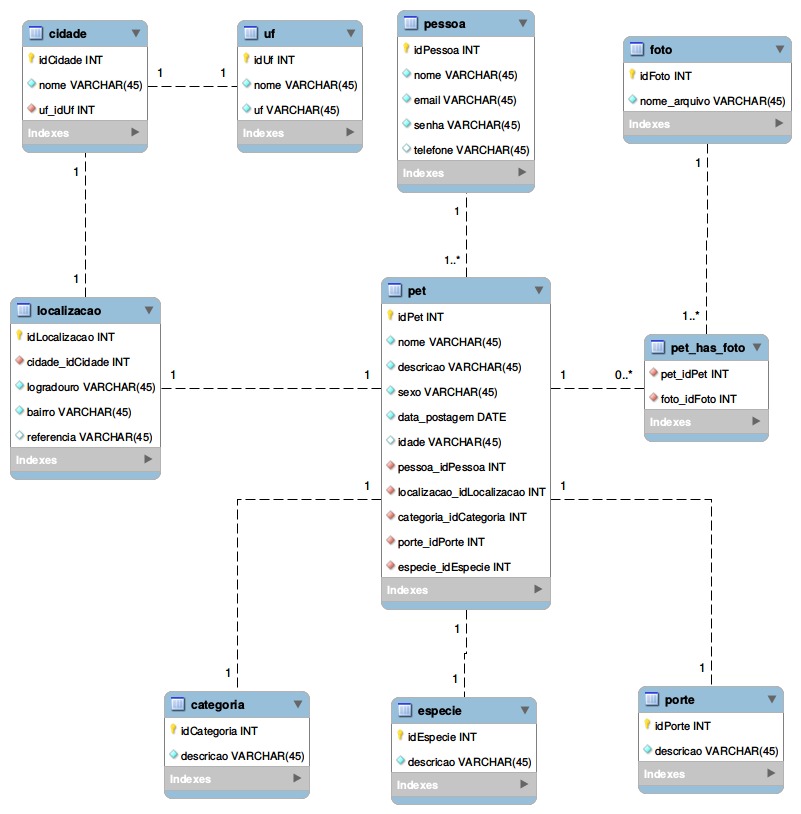 cidade
idCidade INT
nome VARCHAR(45)
uf_idUf INT
Indexes
1
1
uf
idUf INT
nome VARCHAR(45)
uf VARCHAR(45)
Indexes
pessoa
idPessoa INT
nome VARCHAR(45)
email VARCHAR(45)
senha VARCHAR(45)
telefone VARCHAR(45)
Indexes
foto
idFoto INT
nome_arquivo VARCHAR(45)
Indexes
1
1
1
1..*
1
1..*
localizacao
idLocalizacao INT
cidade_idCidade INT
logradouro VARCHAR(45)
bairro VARCHAR(45)
referencia VARCHAR(45)
Indexes
1
1
pet
idPet INT
nome VARCHAR(45)
descricao VARCHAR(45)
sexo VARCHAR(45)
data_postagem DATE
idade VARCHAR(45)
pessoa_idPessoa INT
localizacao_idLocalizacao INT
categoria_idCategoria INT
porte_idPorte INT
especie_idEspecie INT
Indexes
1
0..*
pet_has_foto
pet_idPet INT
foto_idFoto INT
Indexes
1
1
1
1
1
1
categoria
idCategoria INT
descricao VARCHAR(45)
Indexes
especie
idEspecie INT
descricao VARCHAR(45)
Indexes
porte
idPorte INT
descricao VARCHAR(45)
Indexes